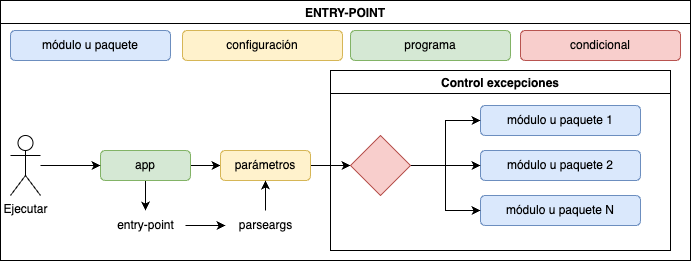 ENTRY-POINT
módulo u paquete
configuración
programa
condicional
Control excepciones
módulo u paquete 1
app
parámetros
módulo u paquete 2
Ejecutar
módulo u paquete N
entry-point
parseargs